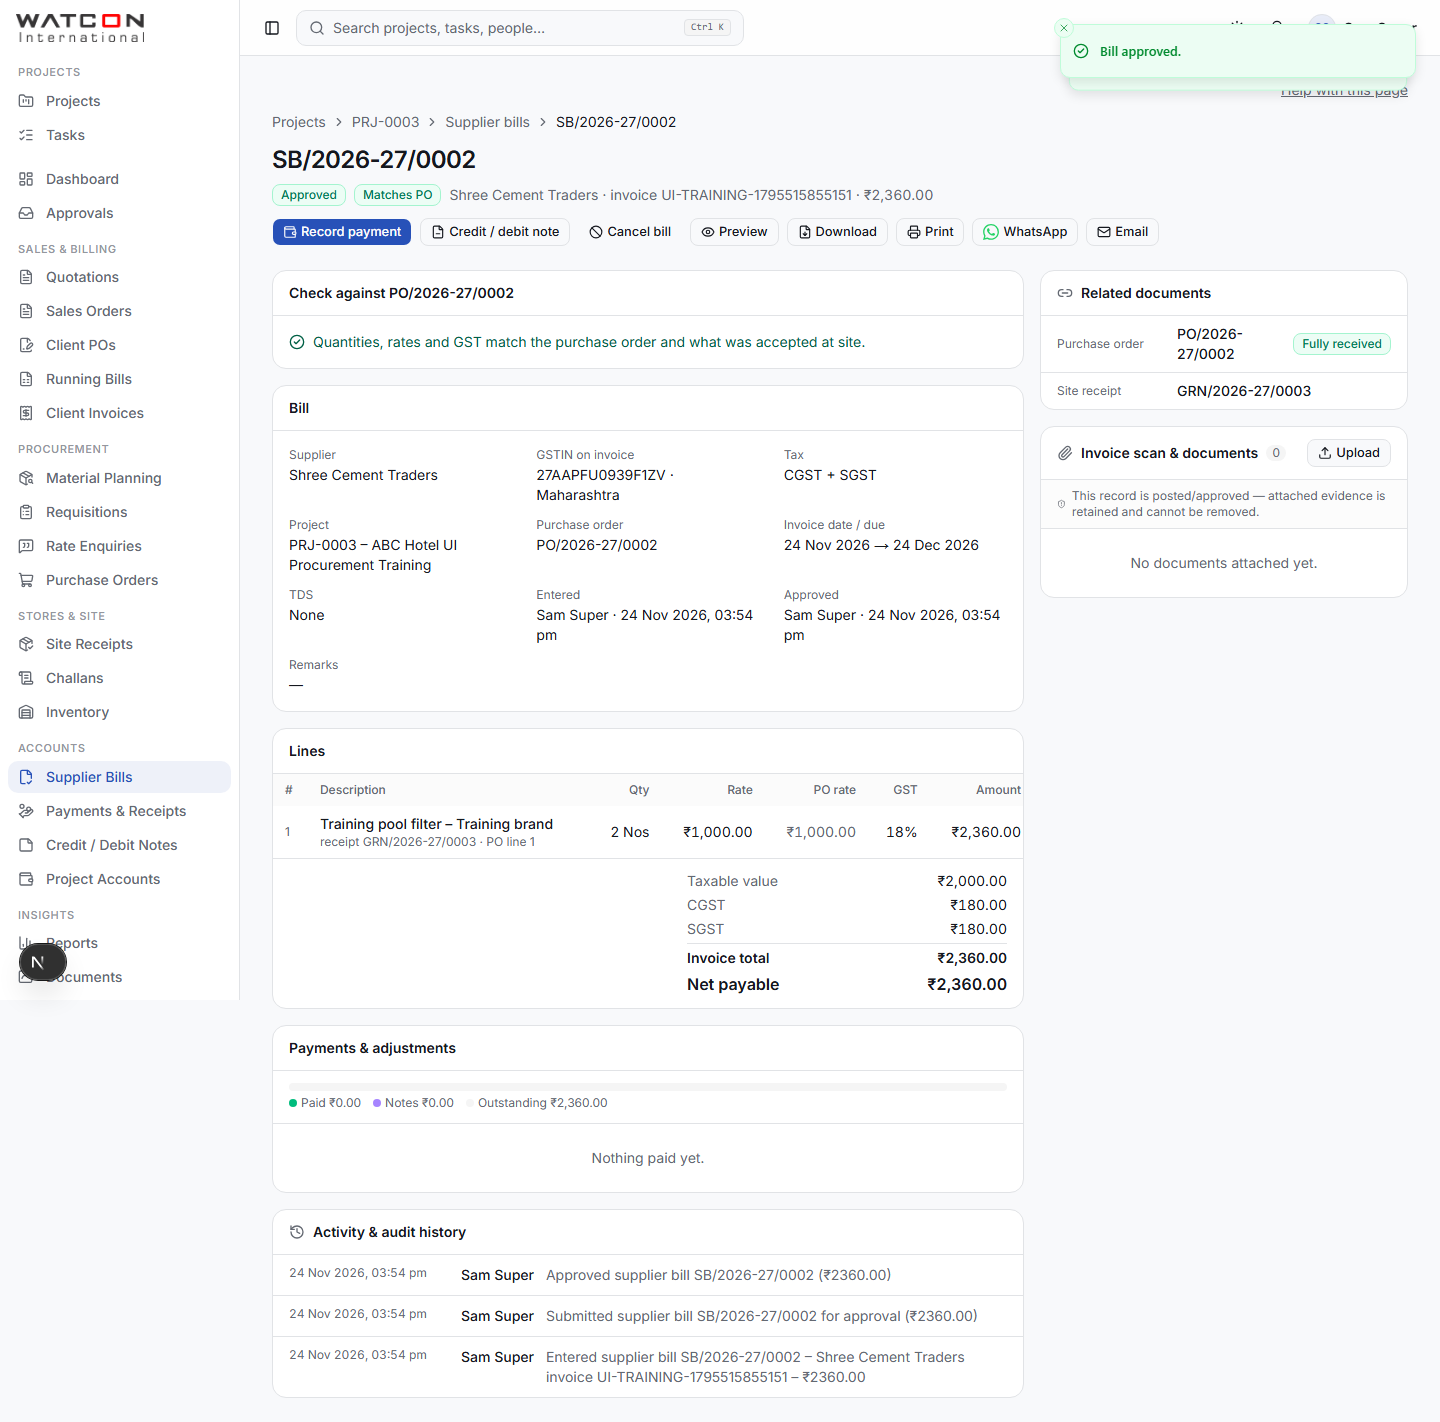 WATCON
International
PROJECTS
Projects
Tasks
Dashboard
Approvals
SALES & BILLING
Quotations
Sales Orders
Client POs
Running Bills
Client Invoices
PROCUREMENT
Material Planning
Requisitions
Rate Enquiries
Purchase Orders
STORES & SITE
Site Receipts
Challans
Inventory
ACCOUNTS
Supplier Bills
Payments & Receipts
Credit / Debit Notes
Project Accounts
INSIGHTS
Reports
Documents
N
Search projects, tasks, people...
Ctrl K
Bill approved.
Help with this page
Projects > PRJ-0003 > Supplier bills > SB/2026-27/0002
SB/2026-27/0002
Approved Matches PO Shree Cement Traders · invoice UI-TRAINING-1795515855151 · ₹2,360.00
Record payment Credit / debit note Cancel bill Preview Download Print WhatsApp Email
Check against PO/2026-27/0002
Quantities, rates and GST match the purchase order and what was accepted at site.
Bill
Supplier
Shree Cement Traders
GSTIN on invoice
27AAPFU0939F1ZV ·
Maharashtra
Tax
CGST + SGST
Project
PRJ-0003 – ABC Hotel UI
Procurement Training
Purchase order
PO/2026-27/0002
Invoice date / due
24 Nov 2026 → 24 Dec 2026
TDS
None
Entered
Sam Super · 24 Nov 2026, 03:54
pm
Approved
Sam Super · 24 Nov 2026, 03:54
pm
Remarks
—
Lines
# Description Qty Rate PO rate GST Amount
1 Training pool filter – Training brand 2 Nos ₹1,000.00 ₹1,000.00 18% ₹2,360.00
receipt GRN/2026-27/0003 · PO line 1
Taxable value ₹2,000.00
CGST ₹180.00
SGST ₹180.00
Invoice total ₹2,360.00
Net payable ₹2,360.00
Payments & adjustments
Paid ₹0.00 Notes ₹0.00 Outstanding ₹2,360.00
Nothing paid yet.
Activity & audit history
24 Nov 2026, 03:54 pm Sam Super Approved supplier bill SB/2026-27/0002 (₹2360.00)
24 Nov 2026, 03:54 pm Sam Super Submitted supplier bill SB/2026-27/0002 for approval (₹2360.00)
24 Nov 2026, 03:54 pm Sam Super Entered supplier bill SB/2026-27/0002 – Shree Cement Traders
invoice UI-TRAINING-1795515855151 – ₹2360.00
Related documents
Purchase order PO/2026-
27/0002
Fully received
Site receipt GRN/2026-27/0003
Invoice scan & documents 0 Upload
This record is posted/approved — attached evidence is
retained and cannot be removed.
No documents attached yet.